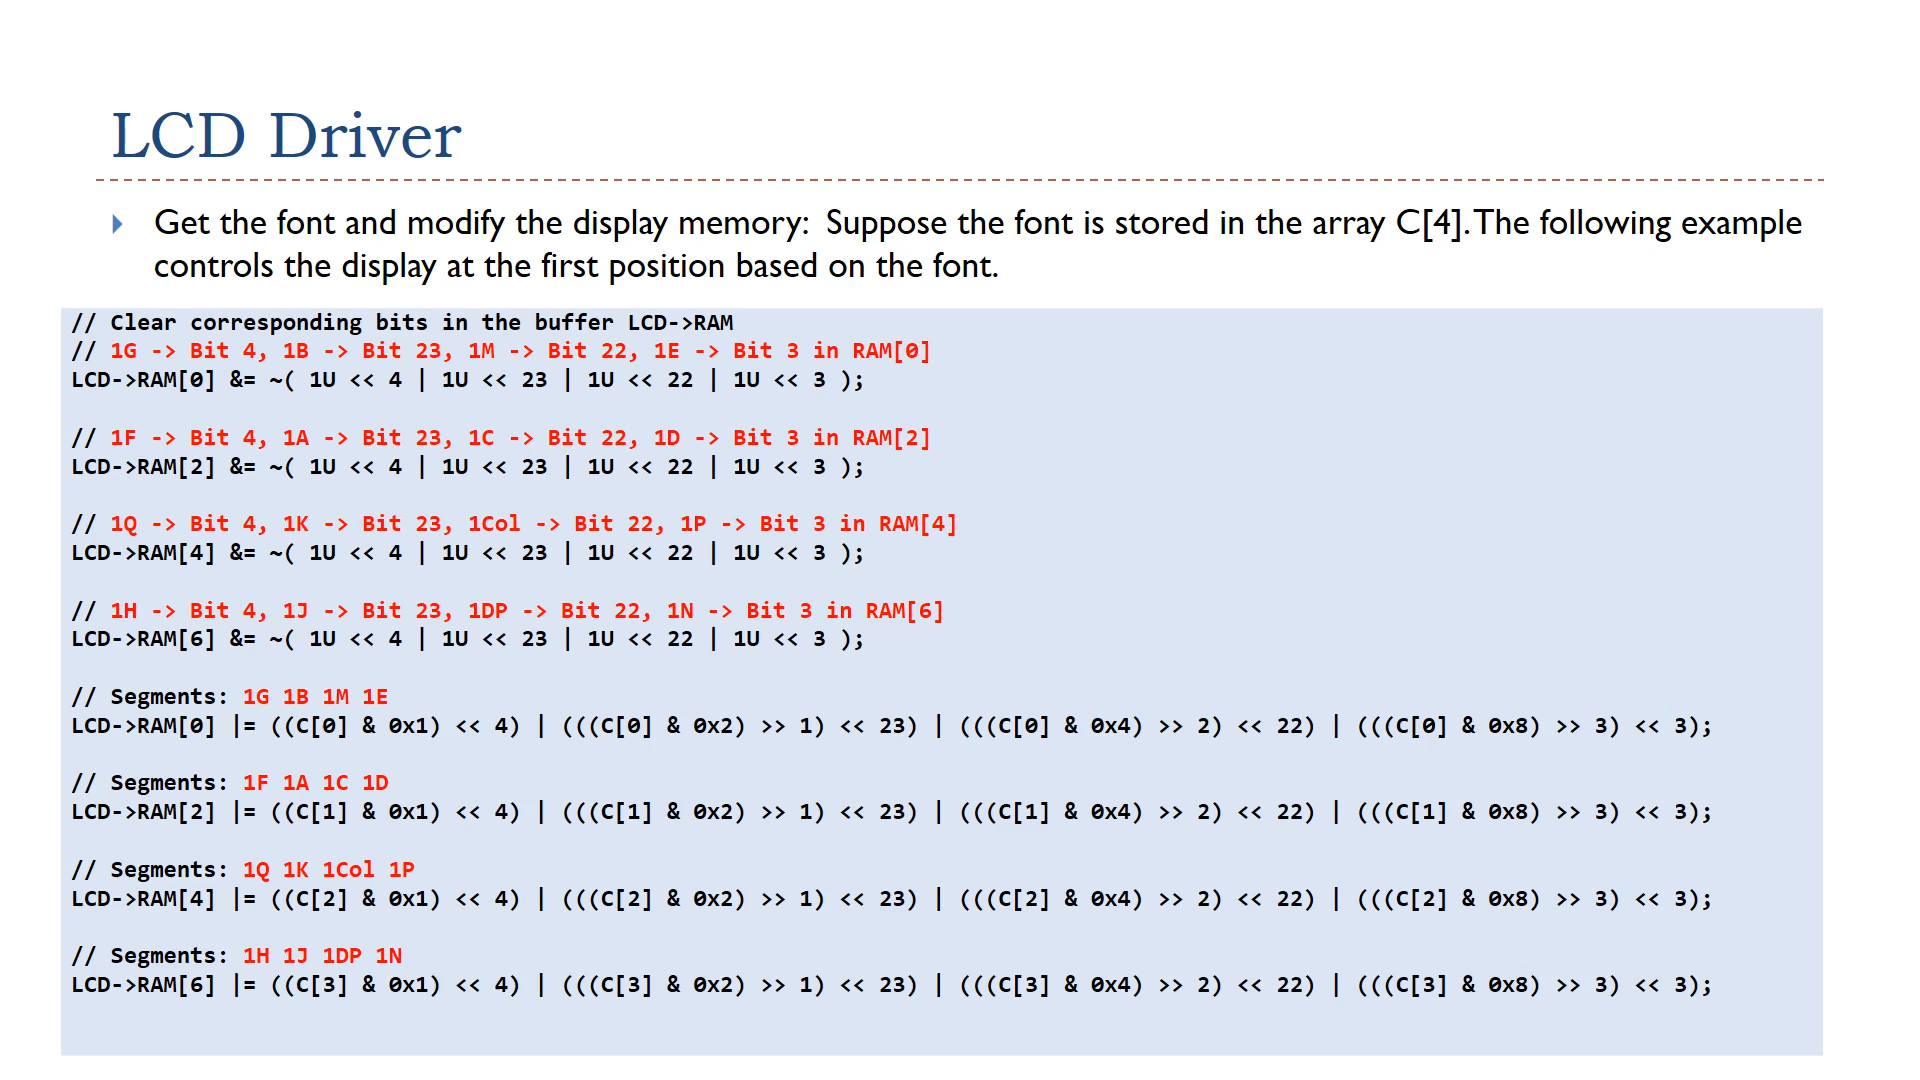 LCD Driver
Get the font and modify the display memory: Suppose the font is stored in the array C[4]. The following example
controls the display at the first position based on the font.
// Clear corresponding bits in the buffer LCD->RAM
// 1G -> Bit 4, 1B -> Bit 23, 1M -> Bit 22, 1E -> Bit 3 in RAM[0]
LCD->RAM[0] &= ~( 1U << 4 | 1U << 23 | 1U << 22 | 1U << 3 );
// 1F -> Bit 4, 1A -> Bit 23, 1C -> Bit 22, 1D -> Bit 3 in RAM[2]
LCD->RAM[2] &= ~( 1U << 4 | 1U << 23 | 1U << 22 | 1U << 3 );
// 1Q -> Bit 4, 1K -> Bit 23, 1Col -> Bit 22, 1P -> Bit 3 in RAM[4]
LCD->RAM[4] &= ~( 1U << 4 | 1U << 23 | 1U << 22 | 1U << 3 );
// 1H -> Bit 4, 1J -> Bit 23, 1DP -> Bit 22, 1N -> Bit 3 in RAM[6]
LCD->RAM[6] &= ~( 1U << 4 | 1U << 23 | 1U << 22 | 1U << 3 );
// Segments: 1G 1B 1M 1E
LCD->RAM[0] |= ((C[0] & 0x1) << 4) | (((C[0] & 0x2) >> 1) << 23) | (((C[0] & 0x4) >> 2) << 22) | (((C[0] & 0x8) >> 3) << 3);
// Segments: 1F 1A 1C 1D
LCD->RAM[2] |= ((C[1] & 0x1) << 4) | (((C[1] & 0x2) >> 1) << 23) | (((C[1] & 0x4) >> 2) << 22) | (((C[1] & 0x8) >> 3) << 3);
// Segments: 1Q 1K 1Col 1P
LCD->RAM[4] |= ((C[2] & 0x1) << 4) | (((C[2] & 0x2) >> 1) << 23) | (((C[2] & 0x4) >> 2) << 22) | (((C[2] & 0x8) >> 3) << 3);
// Segments: 1H 1J 1DP 1N
LCD->RAM[6] |= ((C[3] & 0x1) << 4) | (((C[3] & 0x2) >> 1) << 23) | (((C[3] & 0x4) >> 2) << 22) | (((C[3] & 0x8) >> 3) << 3);